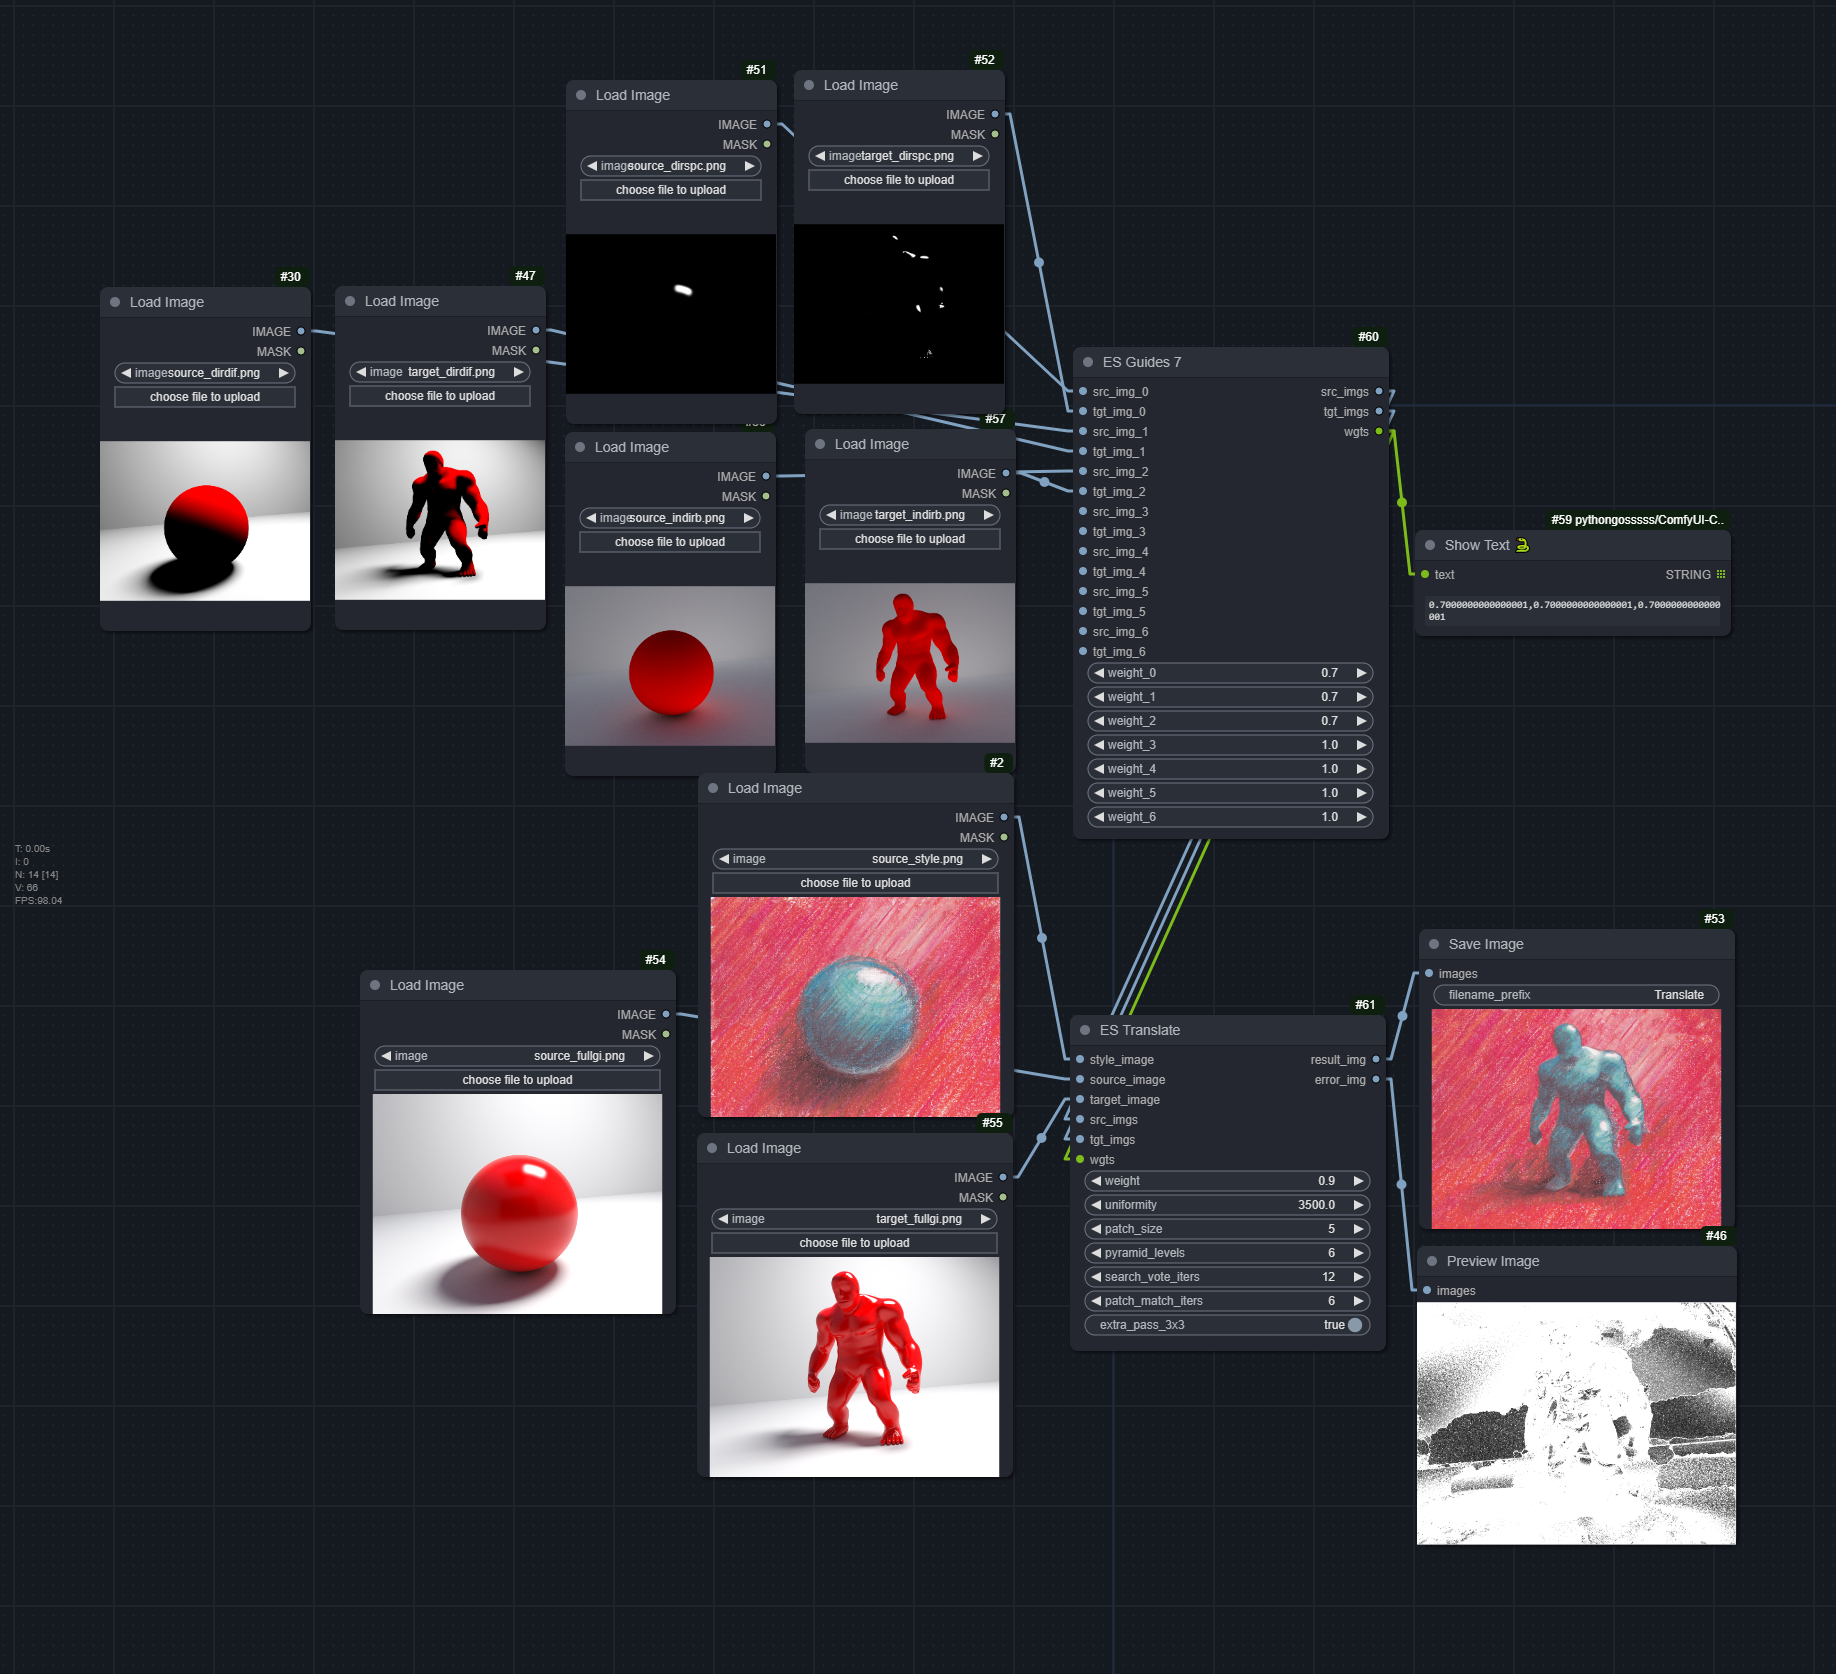 #51
Load Image
IMAGE
MASK
image source_dirspc.png
choose file to upload
#52
Load Image
IMAGE
MASK
image target_dirspc.png
choose file to upload
#30
Load Image
IMAGE
MASK
image source_dirdif.png
choose file to upload
#47
Load Image
IMAGE
MASK
image target_dirdif.png
choose file to upload
Load Image
IMAGE
MASK
image source_indirb.png
choose file to upload
#57
Load Image
IMAGE
MASK
image target_indirb.png
choose file to upload
#60
ES Guides 7
src_img_0 src_imgs
tgt_img_0 tgt_imgs
src_img_1 wgts
tgt_img_1
src_img_2
tgt_img_2
src_img_3
tgt_img_3
src_img_4
tgt_img_4
src_img_5
tgt_img_5
src_img_6
tgt_img_6
weight_0 0.7
weight_1 0.7
weight_2 0.7
weight_3 1.0
weight_4 1.0
weight_5 1.0
weight_6 1.0
#59 pythongosssss/ComfyUI-C..
Show Text 🐍
text STRING
0.7000000000000001,0.7000000000000001,0.7000000000000
001
#2
Load Image
IMAGE
MASK
image source_style.png
choose file to upload
T: 0.00s
I: 0
N: 14 [14]
V: 66
FPS:98.04
#54
Load Image
IMAGE
MASK
image source_fullgi.png
choose file to upload
#55
Load Image
IMAGE
MASK
image target_fullgi.png
choose file to upload
#61
ES Translate
style_image result_img
source_image error_img
target_image
src_imgs
tgt_imgs
wgts
weight 0.9
uniformity 3500.0
patch_size 5
pyramid_levels 6
search_vote_iters 12
patch_match_iters 6
extra_pass_3x3 true
#53
Save Image
images
filename_prefix Translate
#46
Preview Image
images